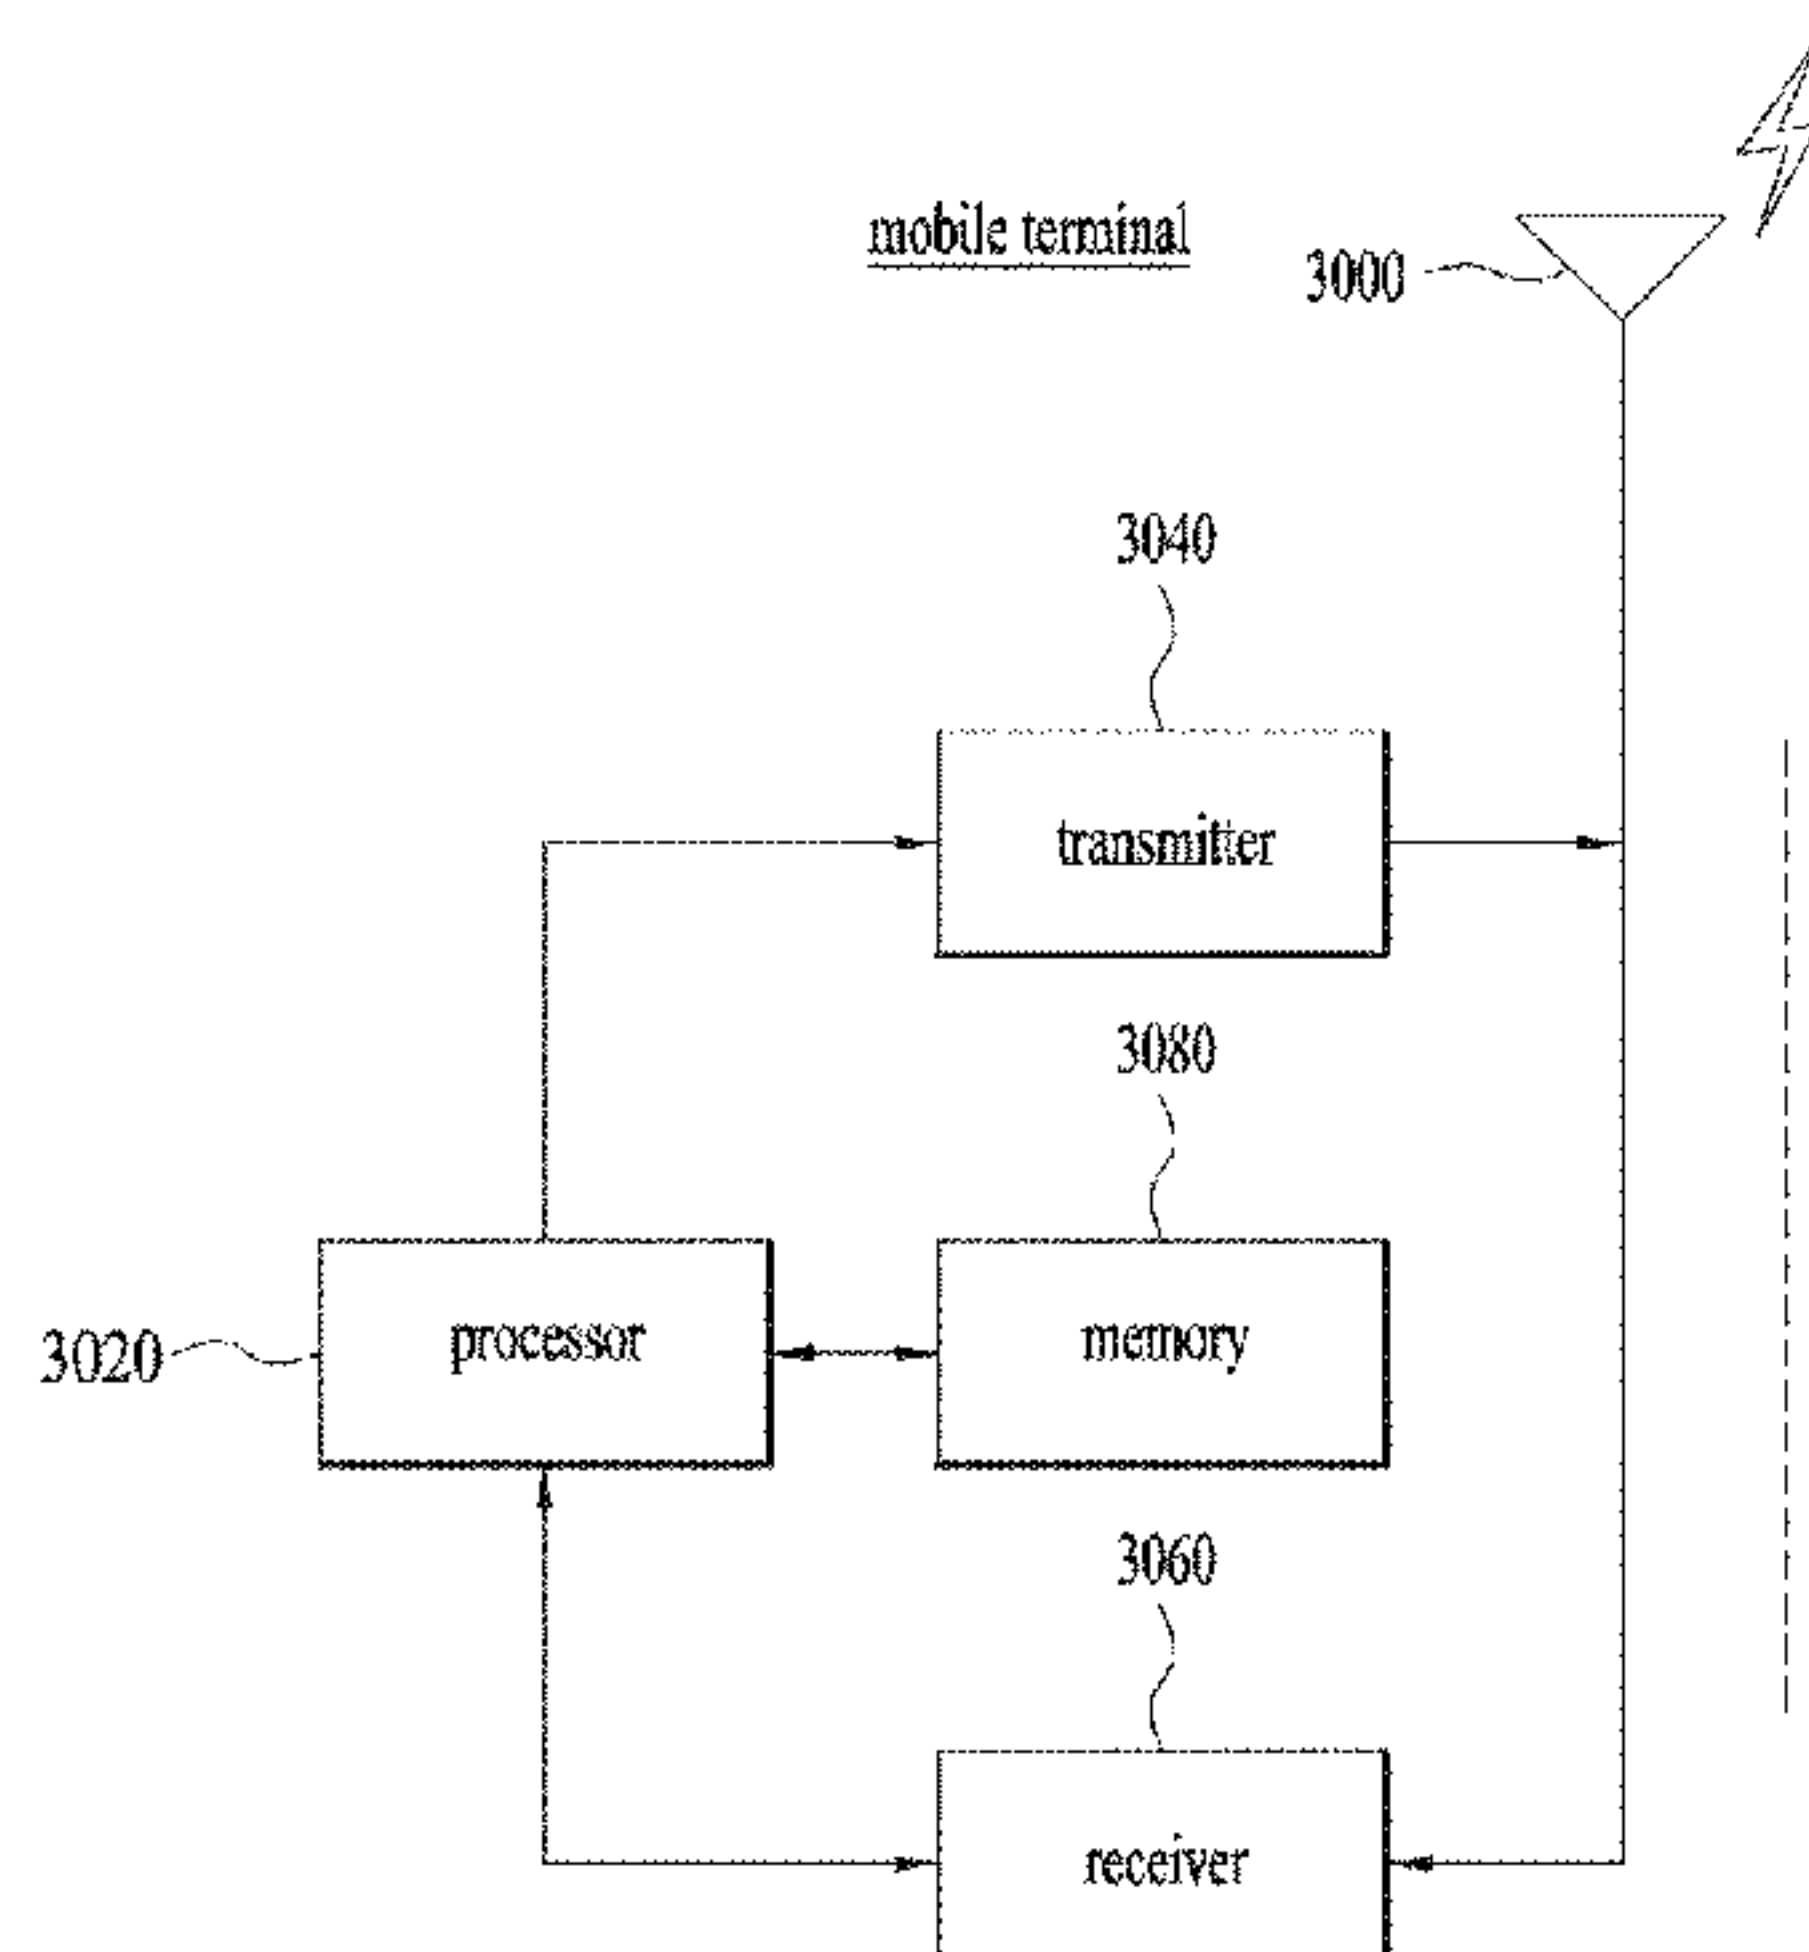 mobile terminal
3000
3040
transmitter
3080
processor
memory
3020
3060
receiver